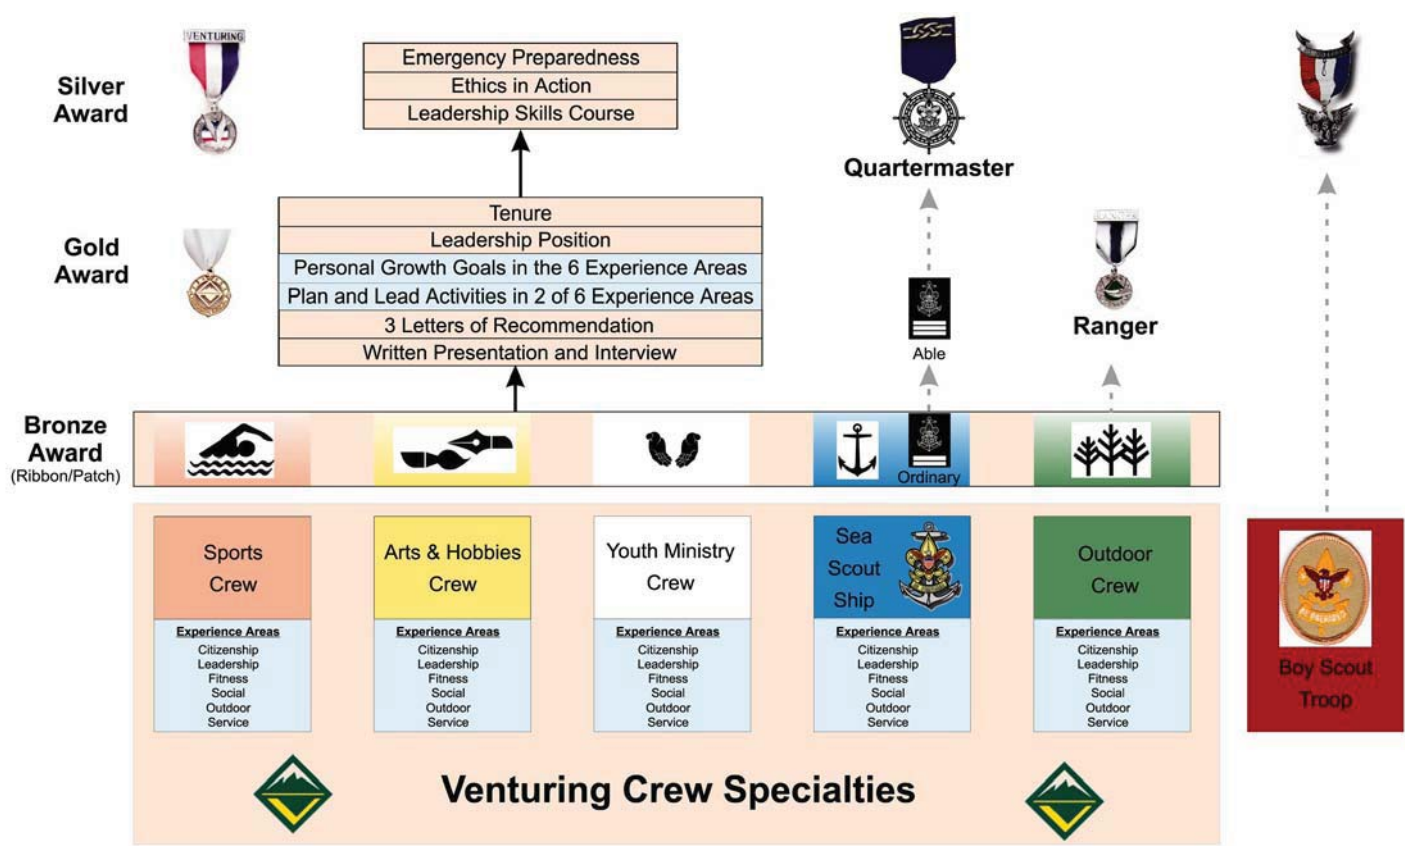 VENTURING
Silver
Award
Emergency Preparedness
Ethics in Action
Leadership Skills Course
Quartermaster
Gold
Award
Tenure
Leadership Position
Personal Growth Goals in the 6 Experience Areas
Plan and Lead Activities in 2 of 6 Experience Areas
3 Letters of Recommendation
Written Presentation and Interview
Able
RANGER
Ranger
Bronze
Award
(Ribbon/Patch)
Ordinary
Sports
Crew
Experience Areas
Citizenship
Leadership
Fitness
Social
Outdoor
Service
Arts & Hobbies
Crew
Experience Areas
Citizenship
Leadership
Fitness
Social
Outdoor
Service
Youth Ministry
Crew
Experience Areas
Citizenship
Leadership
Fitness
Social
Outdoor
Service
Sea
Scout
Ship
Experience Areas
Citizenship
Leadership
Fitness
Social
Outdoor
Service
Outdoor
Crew
Experience Areas
Citizenship
Leadership
Fitness
Social
Outdoor
Service
BE PREPARED
Boy Scout
Troop
Venturing Crew Specialties